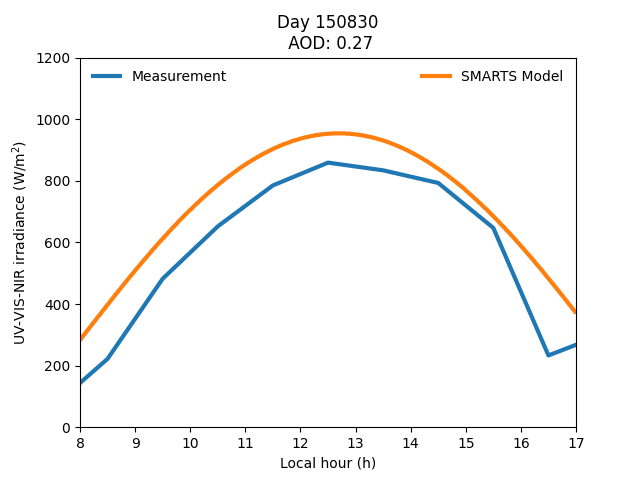 Day 150830
AOD: 0.27
Measurement
SMARTS Model
UV-VIS-NIR irradiance (W/m²)
1200
1000
800
600
400
200
0
8 9 10 11 12 13 14 15 16 17
Local hour (h)